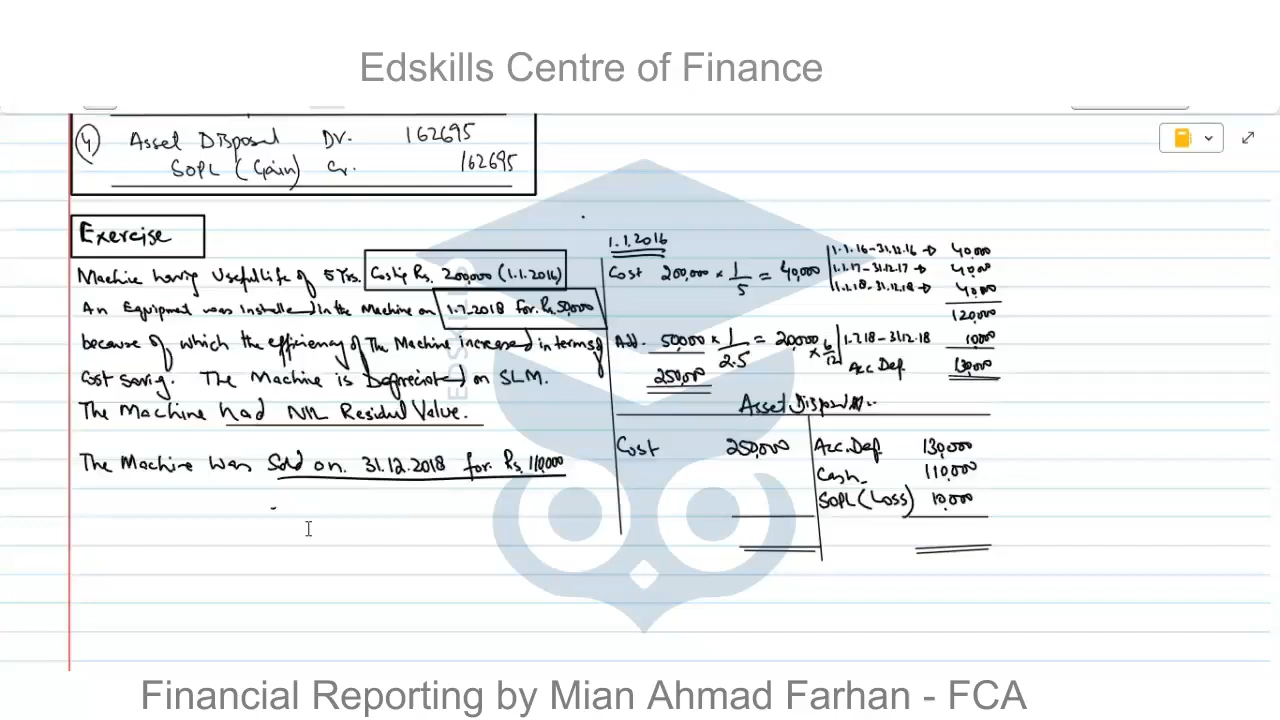 Edskills Centre of Finance
4 Asset Disposal Dr. 162695
SOPL (Gain) Cr. 162695
Exercise
Machine having Useful life of 5 Yrs. Costing Rs. 200,000 (1.1.2016)
An Equipment was Installed in the Machine on 1.7.2018 for Rs. 50,000
because of which the efficiency of The Machine increased in terms of
Cost saving. The Machine is Depreciated on SLM.
The Machine had NIL Residual Value.
The Machine was Sold on 31.12.2018 for Rs. 110,000
1.1.2016
Cost 200,000 × 1/5 = 40,000
1.1.16 - 31.12.16 → 40,000
1.1.17 - 31.12.17 → 40,000
1.1.18 - 31.12.18 → 40,000
120,000
Add. 50,000 × 1/2.5 = 20,000 × 6/12 1.7.18 - 31.12.18 10,000
250,000 Acc Dep 130,000
Asset Disposal
Cost 250,000 Acc. Dep. 130,000
Cash 110,000
SOPL (Loss) 10,000
EDSKILLS
Financial Reporting by Mian Ahmad Farhan - FCA